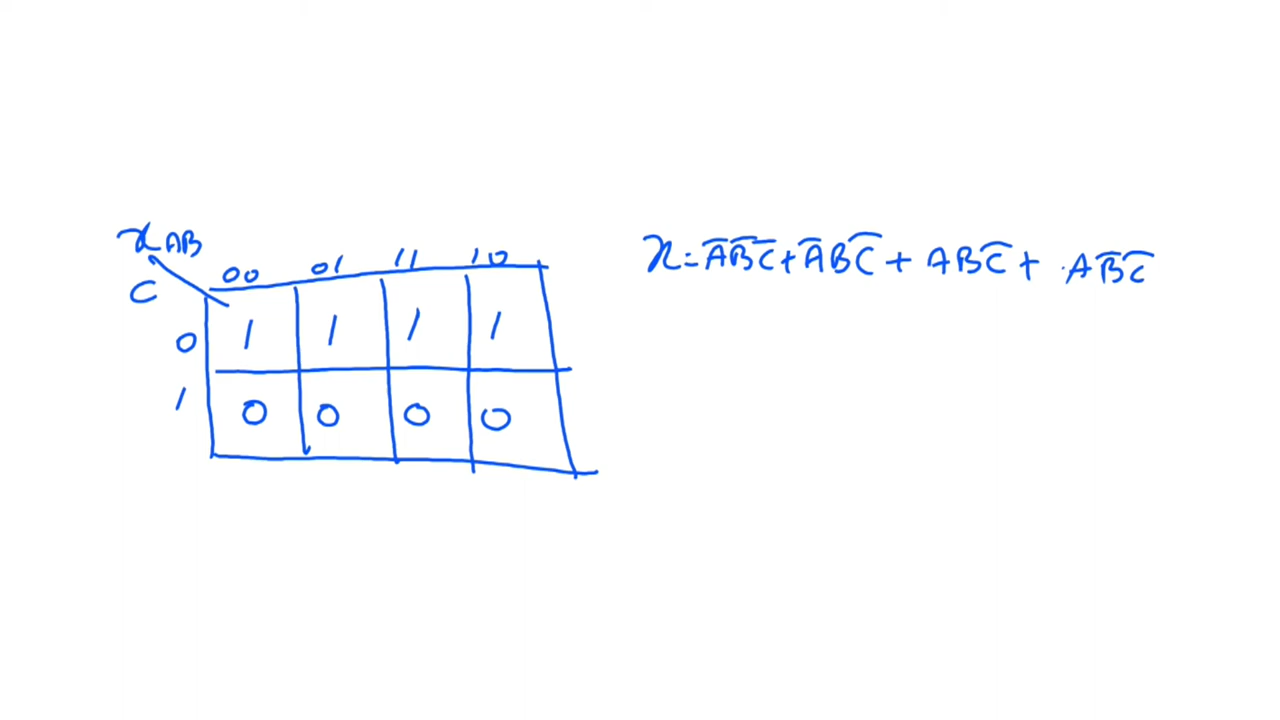 x AB
C
00 01 11 10
0 1 1 1 1
1 0 0 0 0
x = A̅B̅C̅ + A̅BC̅ + ABC̅ + AB̅C̅